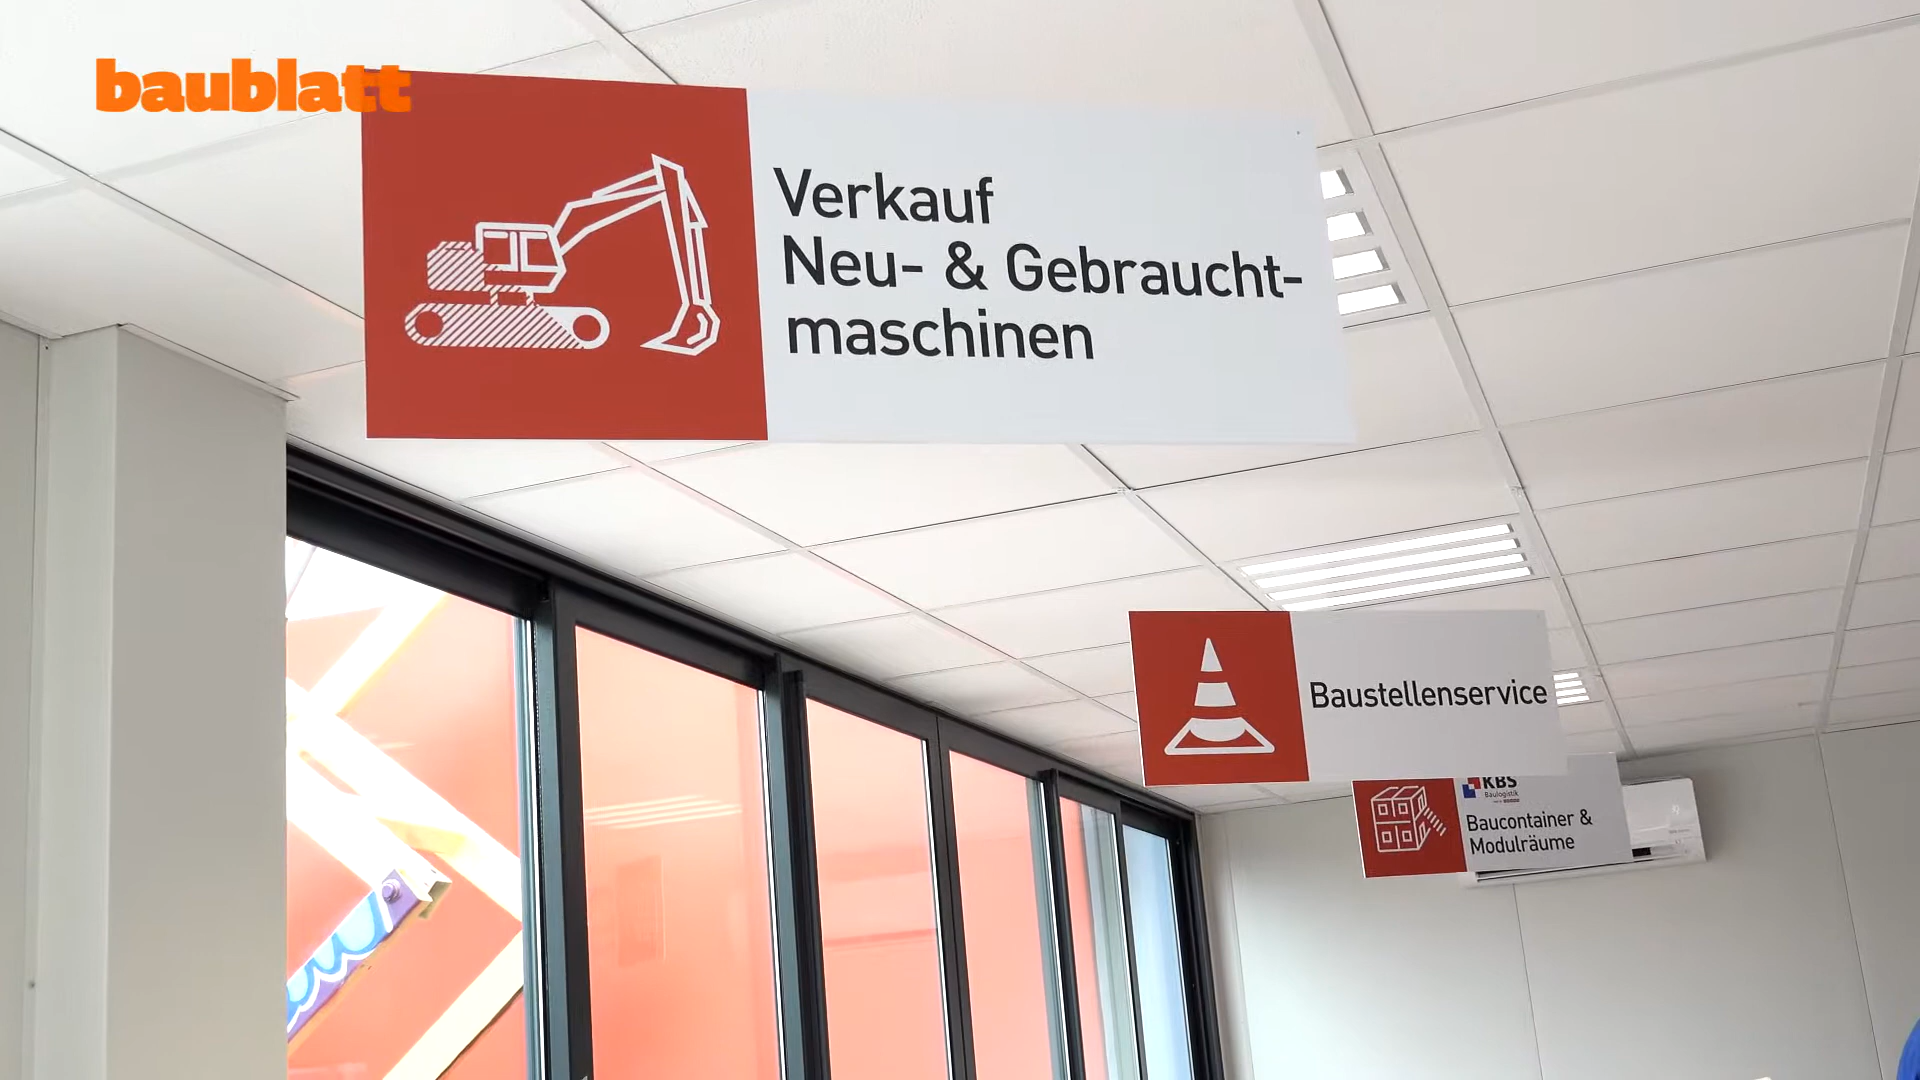 baublatt
Verkauf
Neu- & Gebraucht-
maschinen
Baustellenservice
KBS
Baulogistik
Baucontainer &
Modulräume